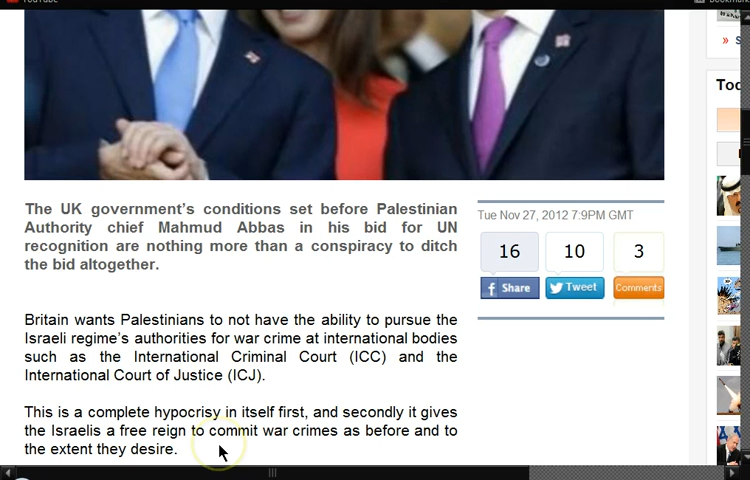 The UK government's conditions set before Palestinian
Authority chief Mahmud Abbas in his bid for UN
recognition are nothing more than a conspiracy to ditch
the bid altogether.
Tue Nov 27, 2012 7:9PM GMT
16
10
3
Share
Tweet
Comments
Britain wants Palestinians to not have the ability to pursue the
Israeli regime's authorities for war crime at international bodies
such as the International Criminal Court (ICC) and the
International Court of Justice (ICJ).
This is a complete hypocrisy in itself first, and secondly it gives
the Israelis a free reign to commit war crimes as before and to
the extent they desire.
» S